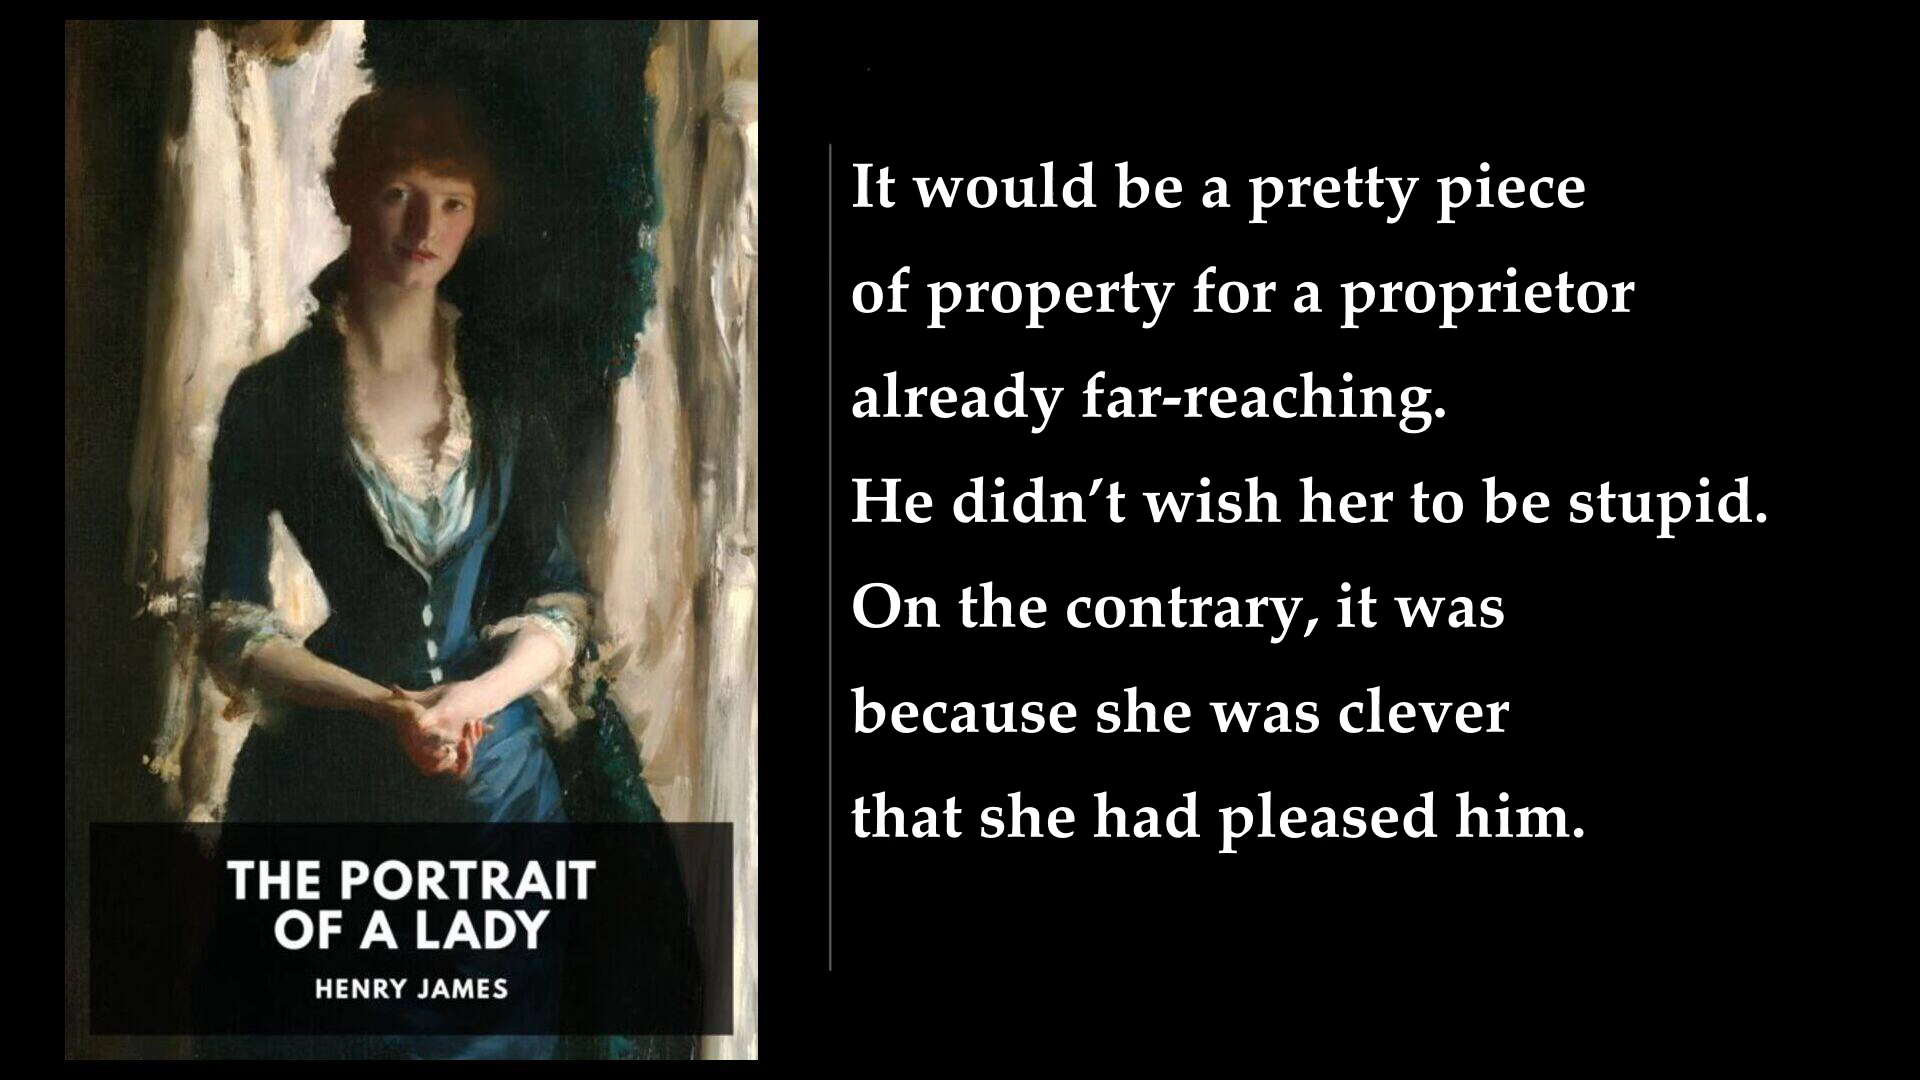 THE PORTRAIT
OF A LADY
HENRY JAMES
It would be a pretty piece
of property for a proprietor
already far-reaching.
He didn’t wish her to be stupid.
On the contrary, it was
because she was clever
that she had pleased him.